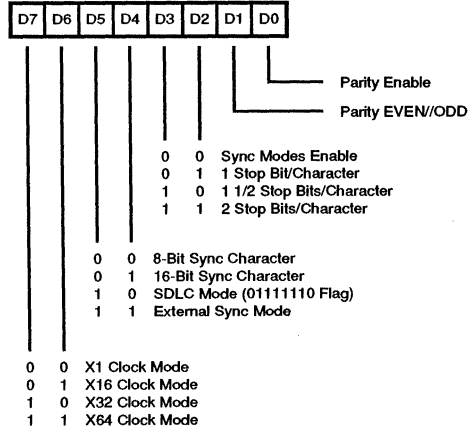 D7 D6 D5 D4 D3 D2 D1 D0
Parity Enable
Parity EVEN//ODD
0 0 Sync Modes Enable
0 1 1 Stop Bit/Character
1 0 1 1/2 Stop Bits/Character
1 1 2 Stop Bits/Character
0 0 8-Bit Sync Character
0 1 16-Bit Sync Character
1 0 SDLC Mode (01111110 Flag)
1 1 External Sync Mode
0 0 X1 Clock Mode
0 1 X16 Clock Mode
1 0 X32 Clock Mode
1 1 X64 Clock Mode